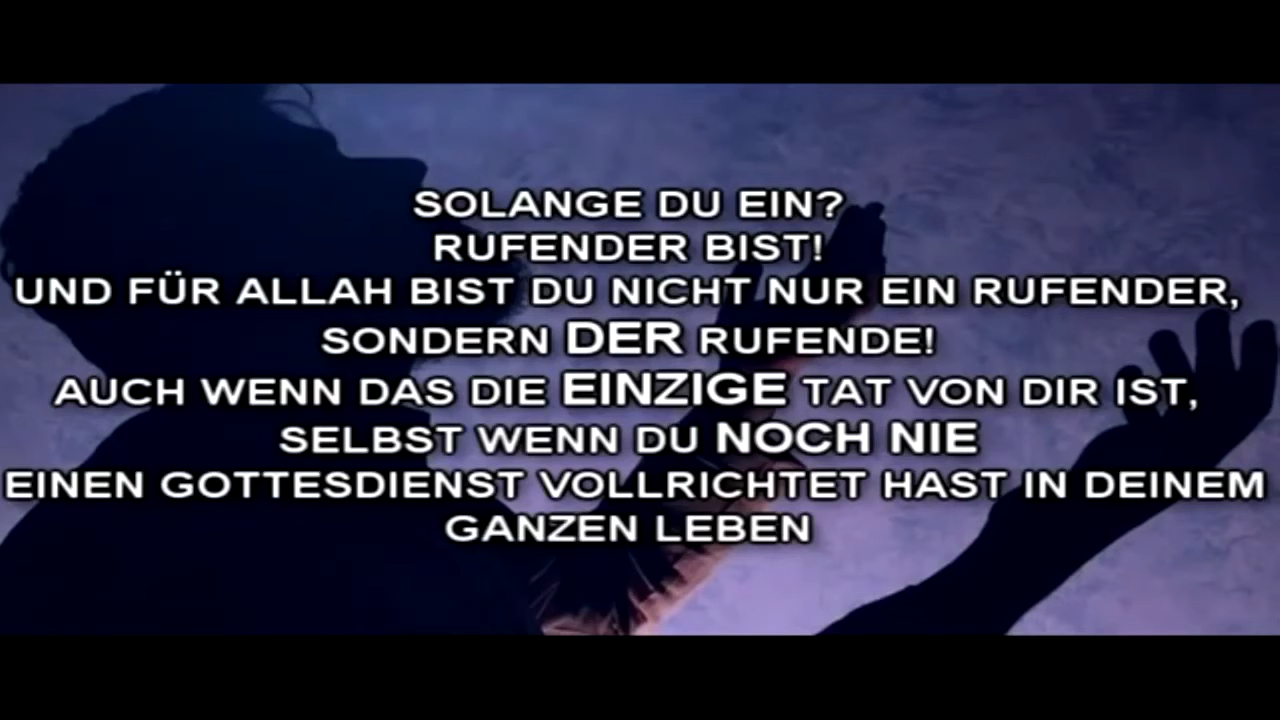 SOLANGE DU EIN?
RUFENDER BIST!
UND FÜR ALLAH BIST DU NICHT NUR EIN RUFENDER,
SONDERN DER RUFENDE!
AUCH WENN DAS DIE EINZIGE TAT VON DIR IST,
SELBST WENN DU NOCH NIE
EINEN GOTTESDIENST VOLLRICHTET HAST IN DEINEM
GANZEN LEBEN